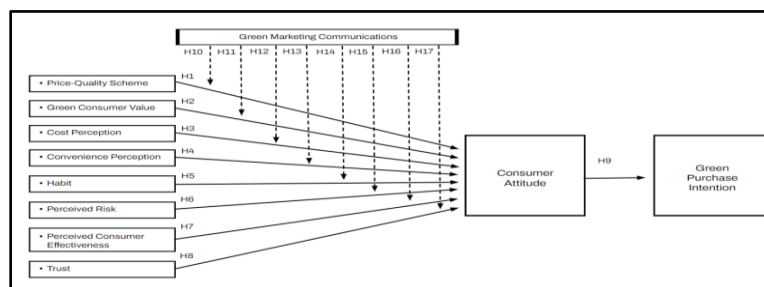 Green Marketing Communications
H10 H11 H12 H13 H14 H15 H16 H17
• Price-Quality Scheme
H1
• Green Consumer Value
H2
• Cost Perception
H3
• Convenience Perception
H4
• Habit
H5
• Perceived Risk
H6
• Perceived Consumer
Effectiveness
H7
• Trust
H8
Consumer
Attitude
H9
Green
Purchase
Intention